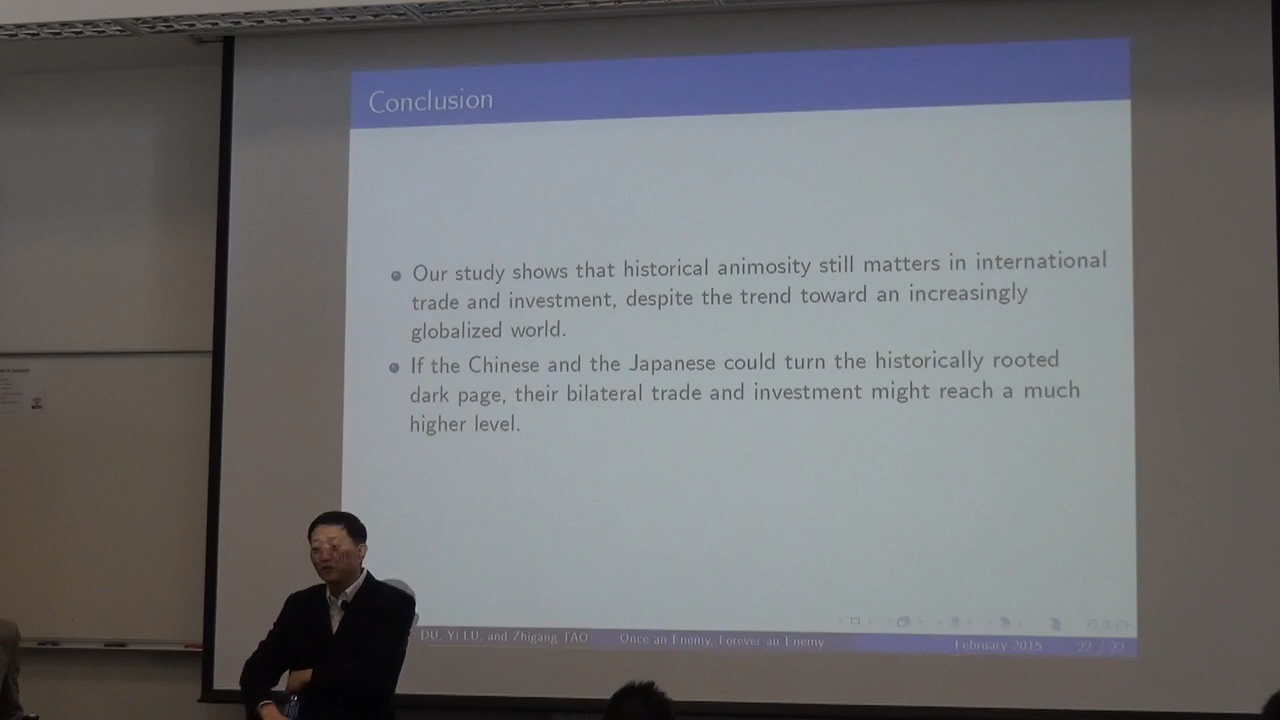 Conclusion
Our study shows that historical animosity still matters in international
trade and investment, despite the trend toward an increasingly
globalized world.
If the Chinese and the Japanese could turn the historically rooted
dark page, their bilateral trade and investment might reach a much
higher level.
DU, Yi LU, and Zhigang TAO Once an Enemy, Forever an Enemy February 2015 22 / 22